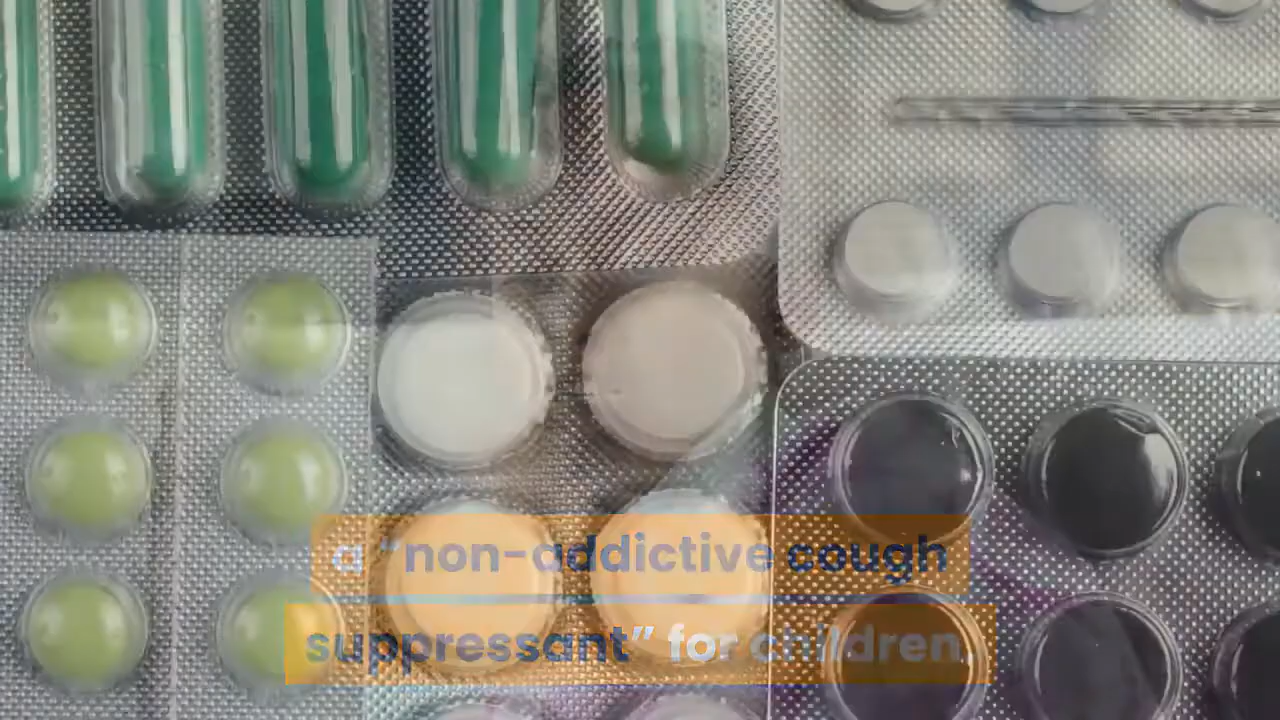 a “non-addictive cough
suppressant” for children.